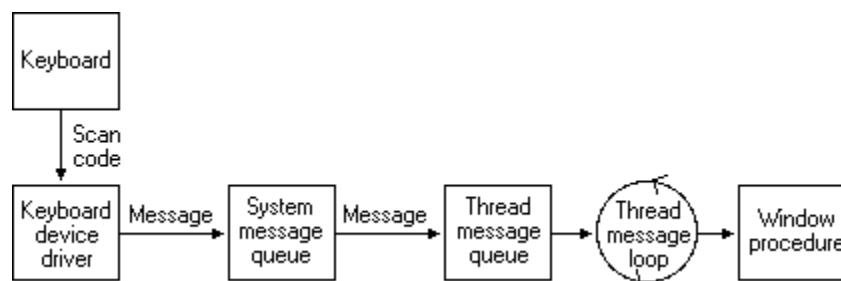 Keyboard
Scan
code
Keyboard
device
driver
Message
System
message
queue
Message
Thread
message
queue
Thread
message
loop
Window
procedure